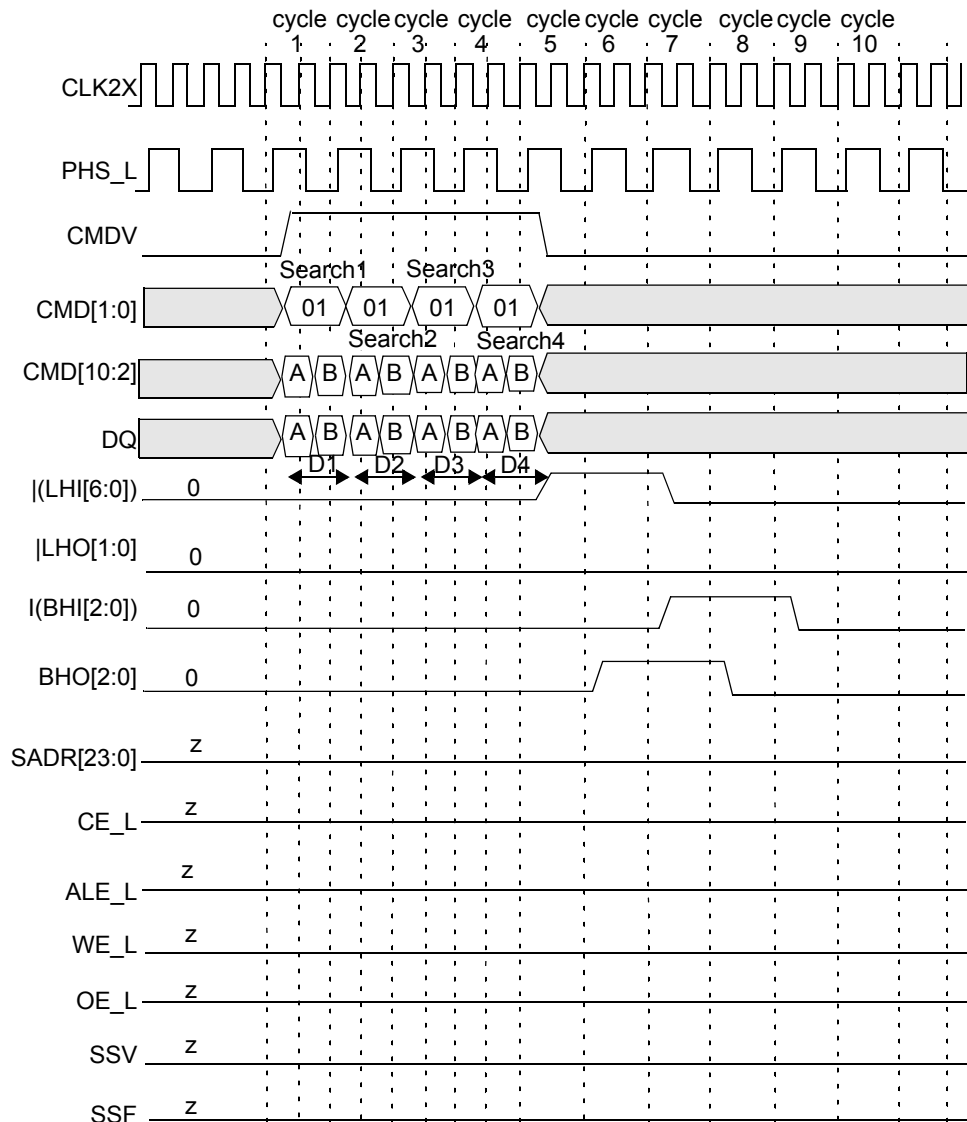 cycle cycle cycle cycle cycle cycle cycle cycle cycle cycle
1 2 3 4 5 6 7 8 9 10
CLK2X
PHS_L
CMDV
Search1 Search3
CMD[1:0] 01 01 01 01
Search2 Search4
CMD[10:2] A B A B A B A B
DQ A B A B A B A B
D1 D2 D3 D4
|(LHI[6:0]) 0
|LHO[1:0] 0
I(BHI[2:0]) 0
BHO[2:0] 0
SADR[23:0] z
CE_L z
ALE_L z
WE_L z
OE_L z
SSV z
SSF z